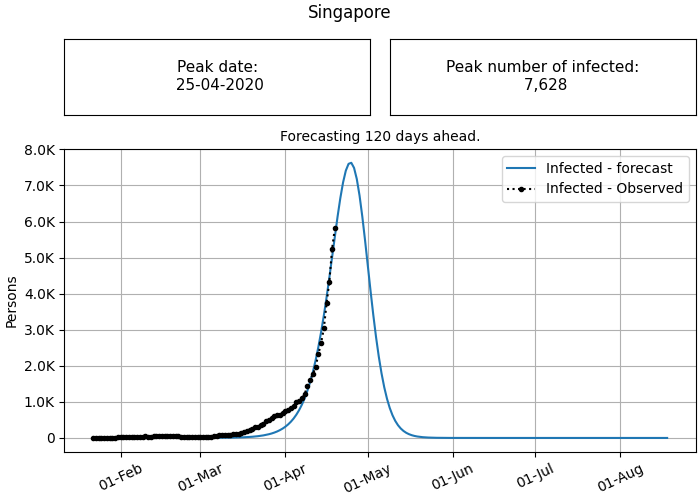 Singapore
Peak date:
25-04-2020
Peak number of infected:
7,628
Forecasting 120 days ahead.
8.0K
7.0K
6.0K
5.0K
4.0K
3.0K
2.0K
1.0K
0
Persons
Infected - forecast
Infected - Observed
01-Feb
01-Mar
01-Apr
01-May
01-Jun
01-Jul
01-Aug